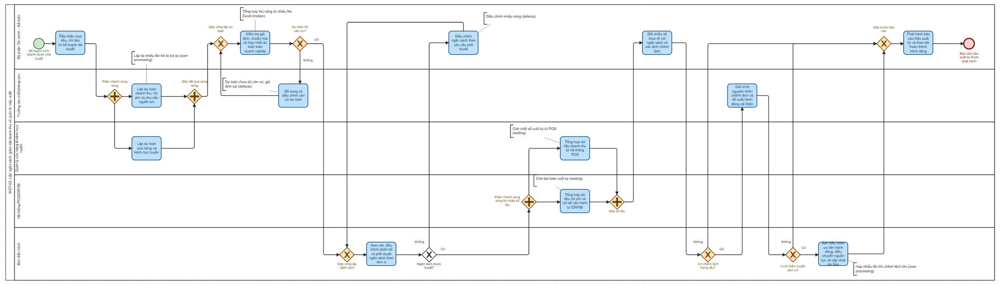 MGT-02: Lập ngân sách, giám sát doanh thu và quản trị hiệu suất
Bộ phận Tài chính – Kế toán
Kế hoạch kinh
doanh được phê
duyệt
Tiếp nhận mục
tiêu, chỉ tiêu
từ kế hoạch đã
duyệt
Gộp vòng lập dự
toán
Tổng hợp thủ công từ nhiều file
Excel (motion)
Kiểm tra giả
định, chuẩn hóa
và hợp nhất dự
toán toàn
doanh nghiệp
Dự toán đủ
căn cứ?
Có
Không
Điều chỉnh
ngân sách theo
yêu cầu phê
duyệt
Điều chỉnh nhiều vòng (defects)
Đối chiếu số
thực tế với
ngân sách và
xác định chênh
lệch
Gộp trước báo
cáo
Phát hành báo
cáo hiệu suất
kỳ và theo dõi
hoàn thành
hành động
Báo cáo hiệu
suất kỳ được
phát hành
Trưởng các khối/phòng ban
Lặp lại nhiều lần khi bị trả lại (over-
processing)
Phân nhánh song
song
Lập dự toán
doanh thu, chi
phí và nhu cầu
nguồn lực
Gộp kết quả song
song
Dự toán chưa đủ căn cứ, giả
định sai (defects)
Bổ sung và
điều chỉnh căn
cứ dự toán
Giải trình
nguyên nhân
chênh lệch và
đề xuất hành
động cải thiện
Quản lý cửa hàng & kênh trực
tuyến
Lập dự toán
cửa hàng và
kênh trực tuyến
Chờ chốt số cuối kỳ từ POS
(waiting)
Tổng hợp dữ
liệu doanh thu
từ hệ thống
POS
Hệ thống POS/ERP/BI
Chờ bút toán cuối kỳ (waiting)
Phân nhánh song
song thu thập số
liệu
Tổng hợp dữ
liệu chi phí và
chỉ số vận hành
từ ERP/BI
Gộp số liệu
Ban điều hành
Gộp vòng lặp
ngân sách
Xem xét, điều
chỉnh phân bổ
và phê duyệt
ngân sách theo
đơn vị
Không
Có
Ngân sách được
duyệt?
Không
Có
Có chênh lệch
trọng yếu?
Không
Có
Vượt thẩm quyền
đơn vị?
Ban điều hành
ưu tiên hành
động, điều
chuyển nguồn
lực và cập nhật
dự báo
Họp nhiều lần khi chênh lệch lớn (over-
processing)